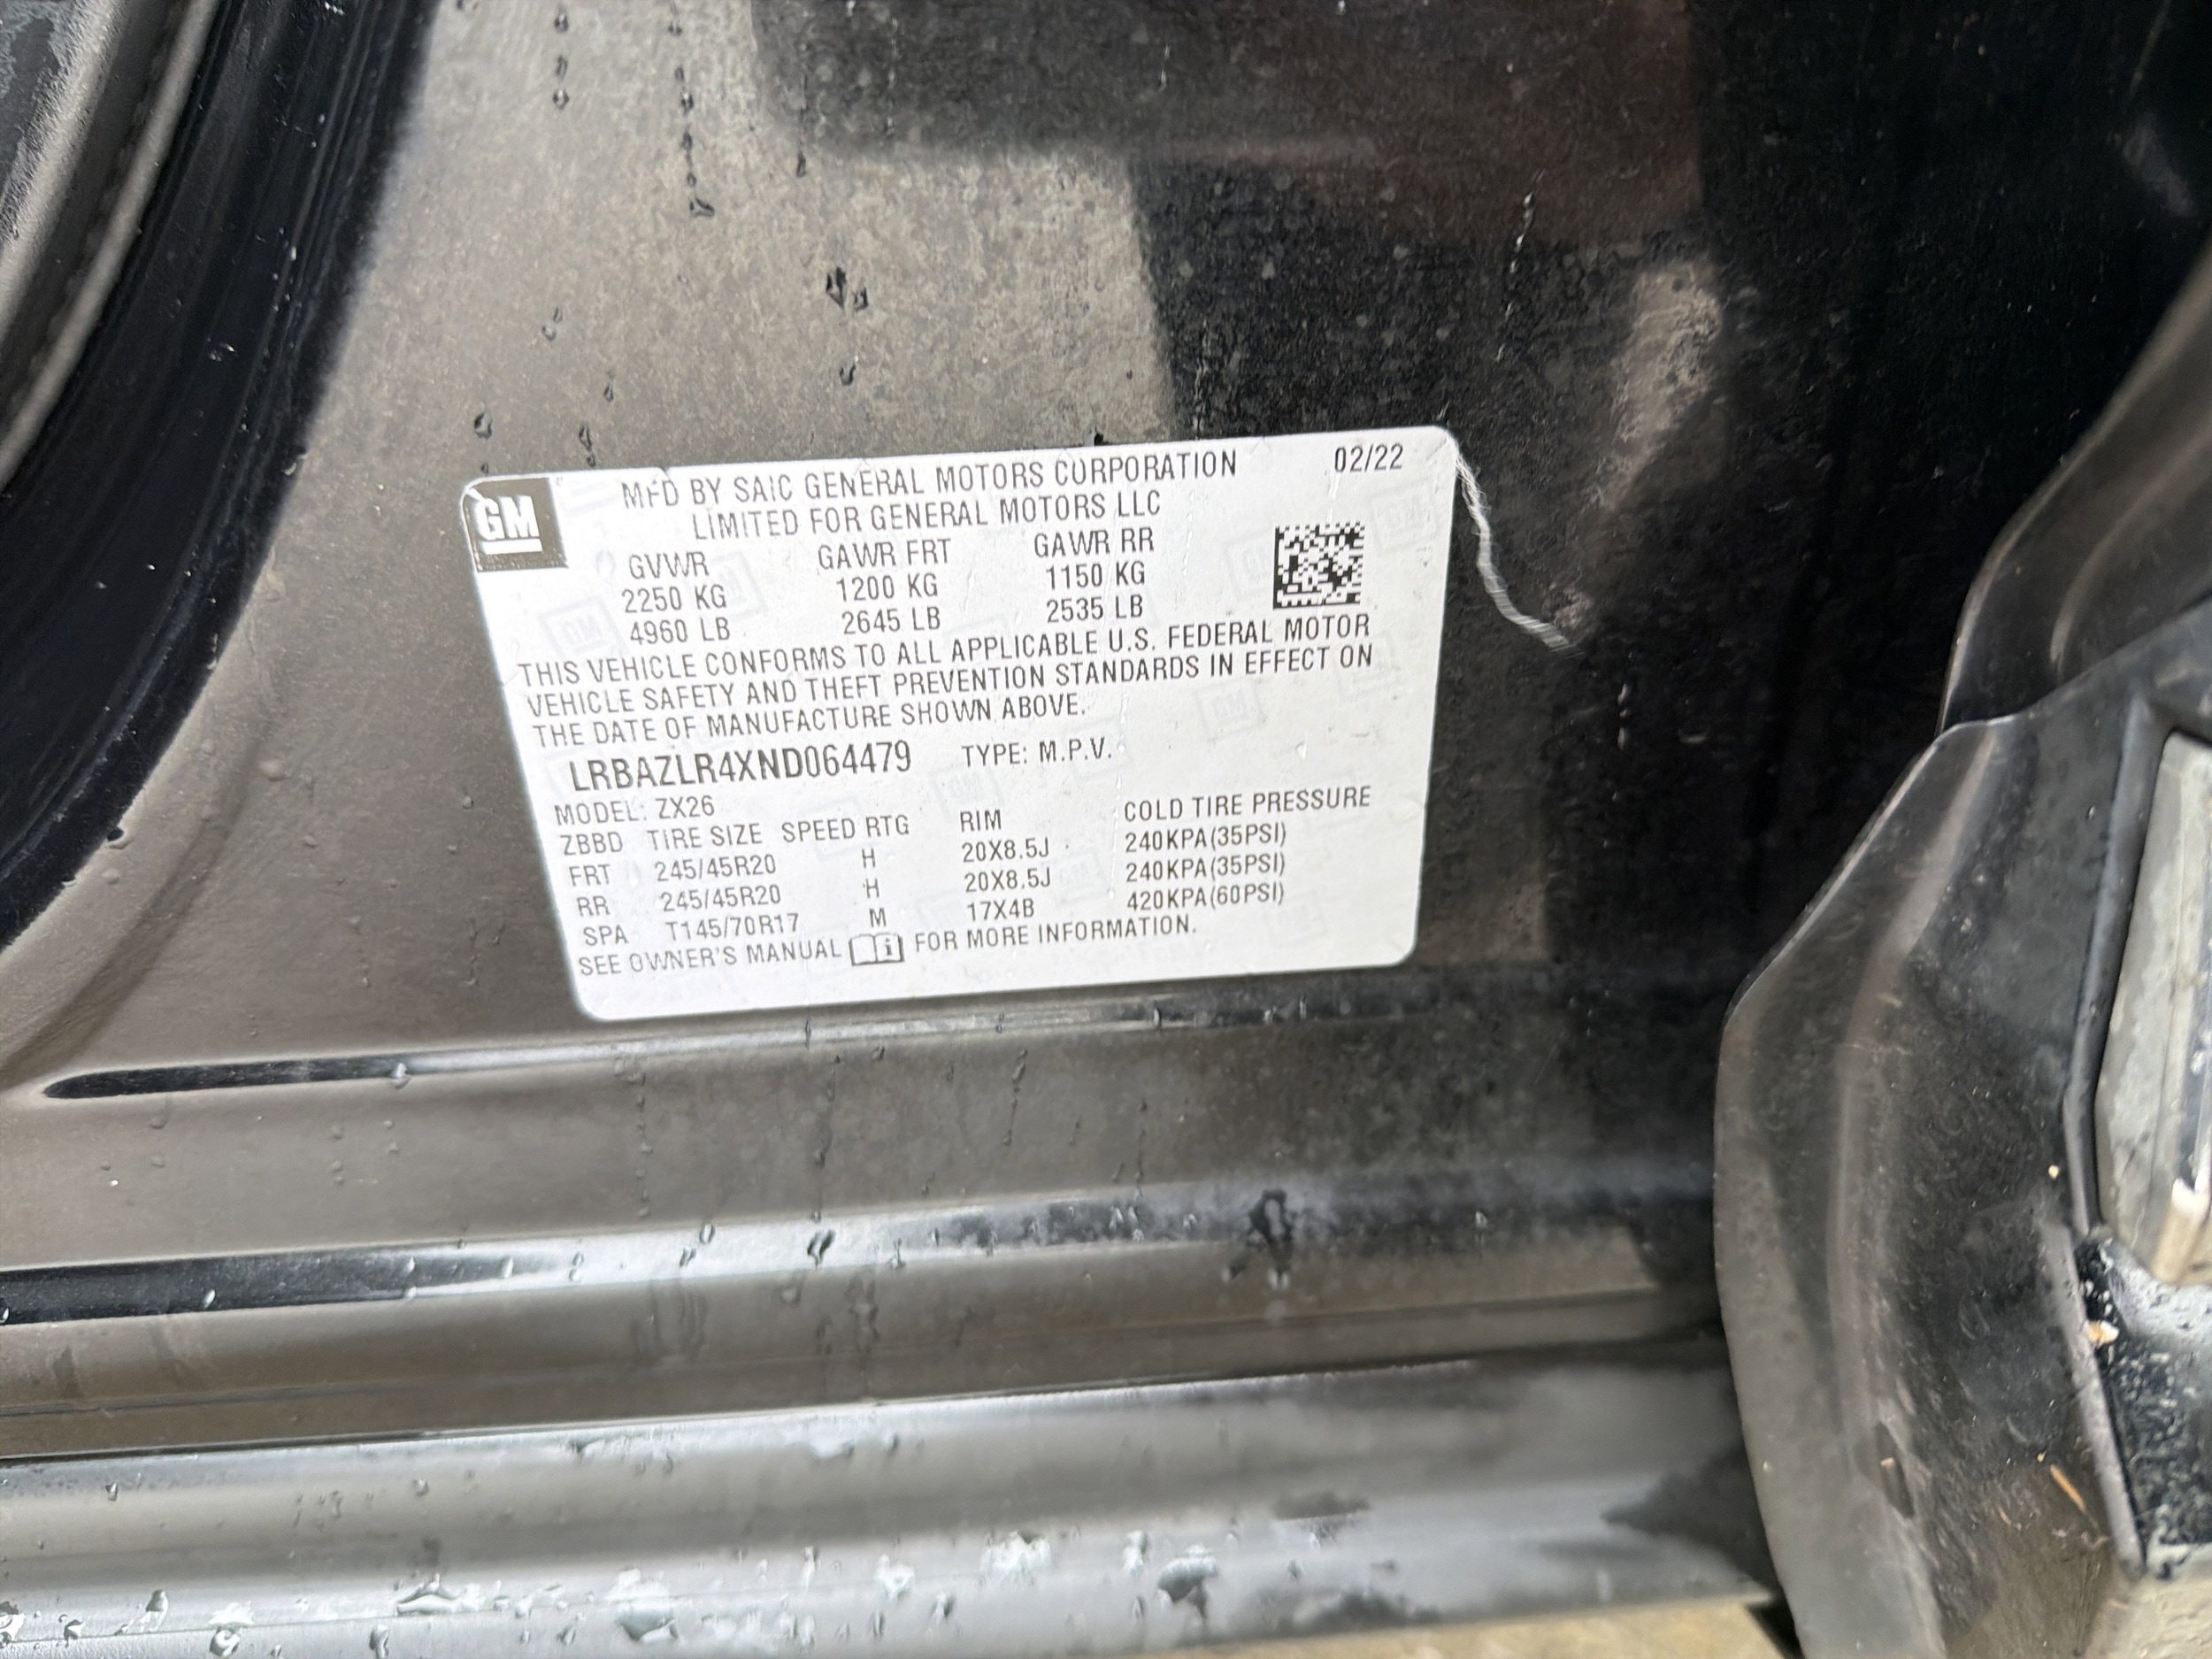 GM
MFD BY SAIC GENERAL MOTORS CORPORATION 02/22
LIMITED FOR GENERAL MOTORS LLC
GVWR GAWR FRT GAWR RR
2250 KG 1200 KG 1150 KG
4960 LB 2645 LB 2535 LB
THIS VEHICLE CONFORMS TO ALL APPLICABLE U.S. FEDERAL MOTOR
VEHICLE SAFETY AND THEFT PREVENTION STANDARDS IN EFFECT ON
THE DATE OF MANUFACTURE SHOWN ABOVE.
LRBAZLR4XND064479 TYPE: M.P.V.
MODEL: ZX26
ZBBD TIRE SIZE SPEED RTG RIM COLD TIRE PRESSURE
FRT 245/45R20 H 20X8.5J 240KPA(35PSI)
RR 245/45R20 H 20X8.5J 240KPA(35PSI)
SPA T145/70R17 M 17X4B 420KPA(60PSI)
SEE OWNER'S MANUAL i FOR MORE INFORMATION.